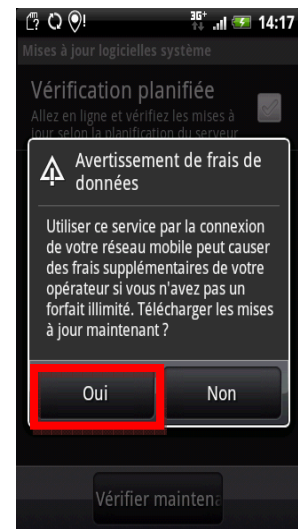 3G+ 14:17
Mises à jour logicielles système
Vérification planifiée
Allez en ligne et vérifiez les mises à
jour selon la planification du serveur
Avertissement de frais de
données
Utiliser ce service par la connexion
de votre réseau mobile peut causer
des frais supplémentaires de votre
opérateur si vous n'avez pas un
forfait illimité. Télécharger les mises
à jour maintenant ?
Oui Non
Vérifier maintena